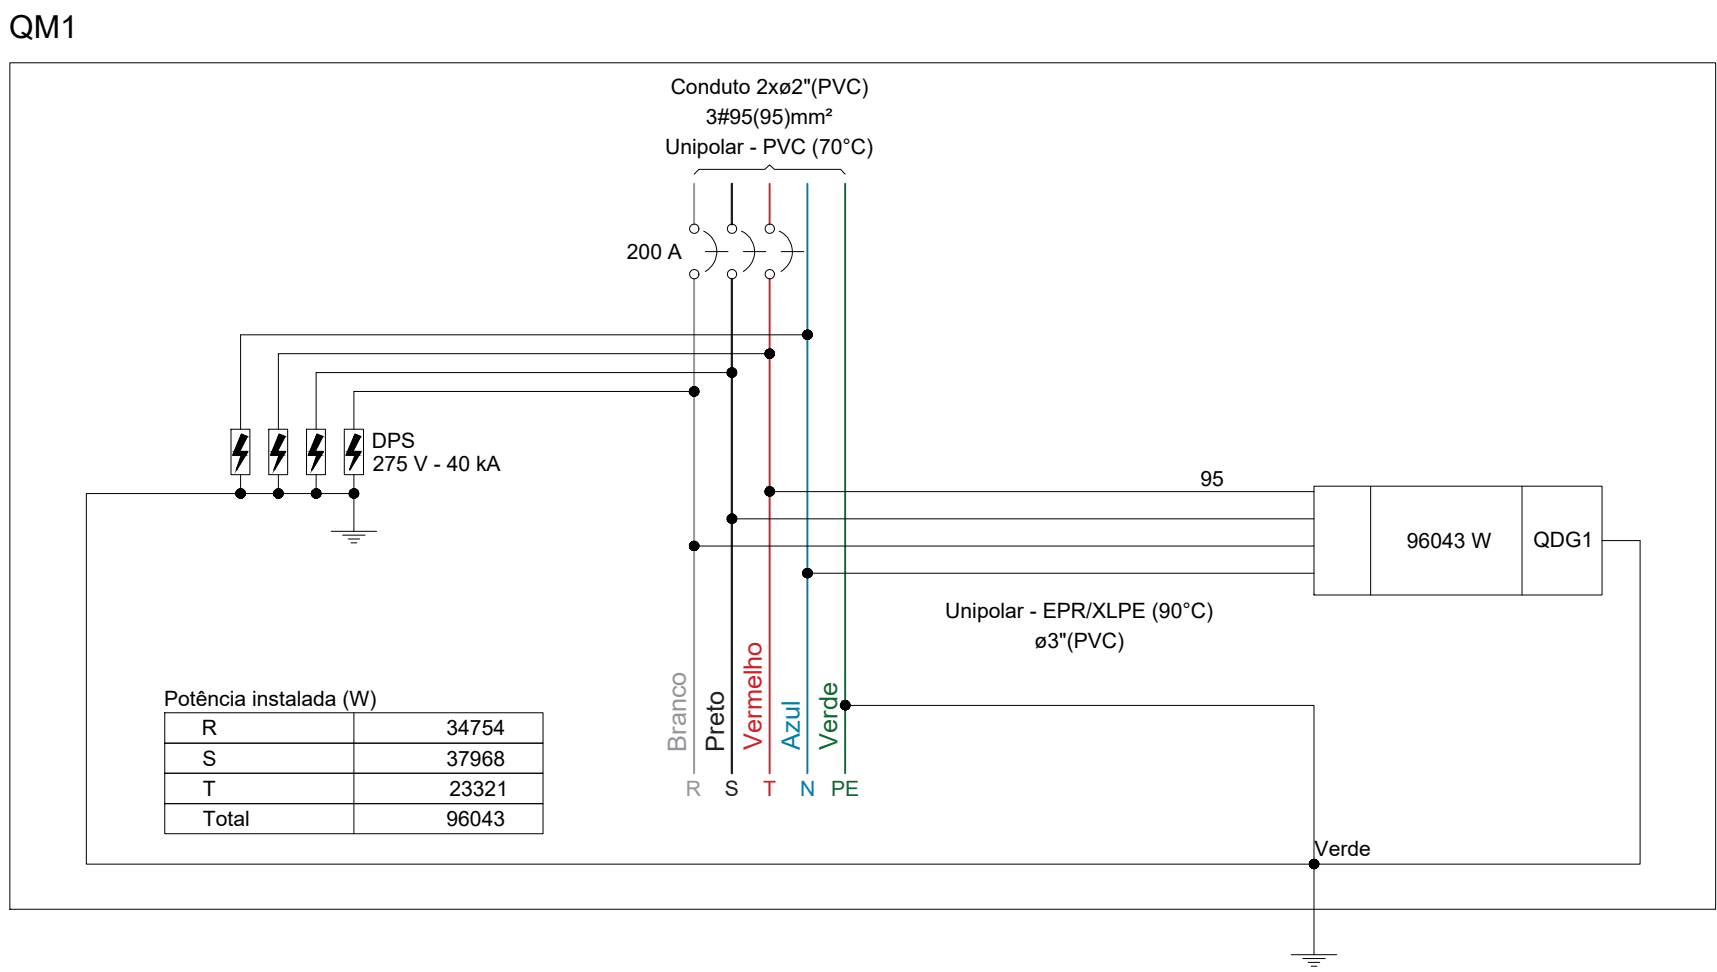 QM1
Conduto 2xø2"(PVC)
3#95(95)mm²
Unipolar - PVC (70°C)
200 A
DPS
275 V - 40 kA
95
96043 W
QDG1
Unipolar - EPR/XLPE (90°C)
ø3"(PVC)
Branco
Preto
Vermelho
Azul
Verde
R S T N PE
Potência instalada (W)
R 34754
S 37968
T 23321
Total 96043
Verde